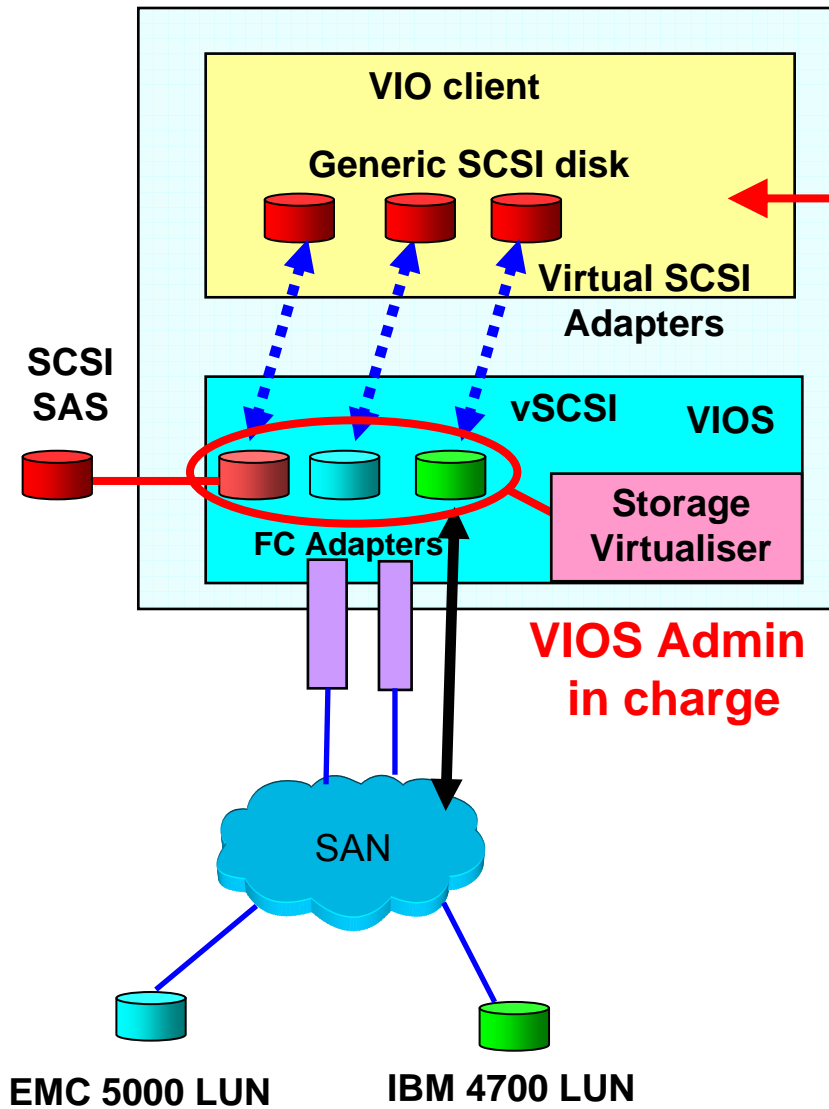 VIO client
Generic SCSI disk
Virtual SCSI
Adapters
SCSI
SAS
vSCSI
VIOS
Storage
Virtualiser
FC Adapters
VIOS Admin
in charge
SAN
EMC 5000 LUN
IBM 4700 LUN